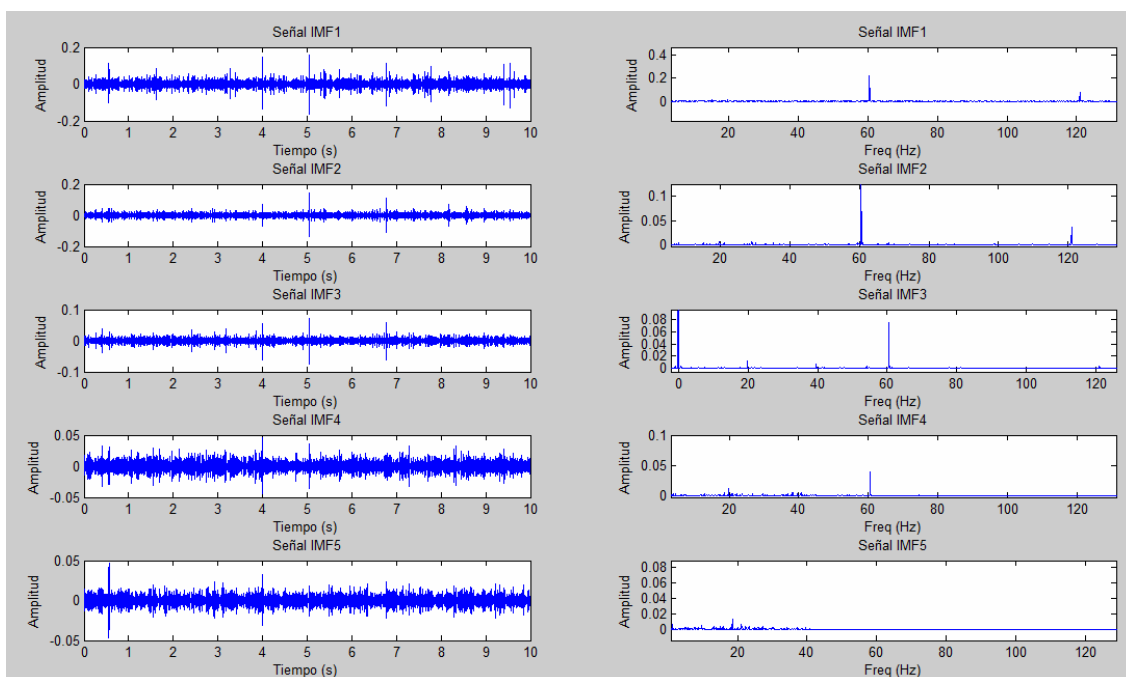 Señal IMF1
Amplitud
0.2
0
-0.2
0 1 2 3 4 5 6 7 8 9 10
Tiempo (s)
Señal IMF1
Amplitud
0.4
0.2
0
20 40 60 80 100 120
Freq (Hz)
Señal IMF2
Amplitud
0.2
0
-0.2
0 1 2 3 4 5 6 7 8 9 10
Tiempo (s)
Señal IMF2
Amplitud
0.1
0.05
0
20 40 60 80 100 120
Freq (Hz)
Señal IMF3
Amplitud
0.1
0
-0.1
0 1 2 3 4 5 6 7 8 9 10
Tiempo (s)
Señal IMF3
Amplitud
0.08
0.06
0.04
0.02
0
0 20 40 60 80 100 120
Freq (Hz)
Señal IMF4
Amplitud
0.05
0
-0.05
0 1 2 3 4 5 6 7 8 9 10
Tiempo (s)
Señal IMF4
Amplitud
0.1
0.05
0
20 40 60 80 100 120
Freq (Hz)
Señal IMF5
Amplitud
0.05
0
-0.05
0 1 2 3 4 5 6 7 8 9 10
Tiempo (s)
Señal IMF5
Amplitud
0.08
0.06
0.04
0.02
0
20 40 60 80 100 120
Freq (Hz)